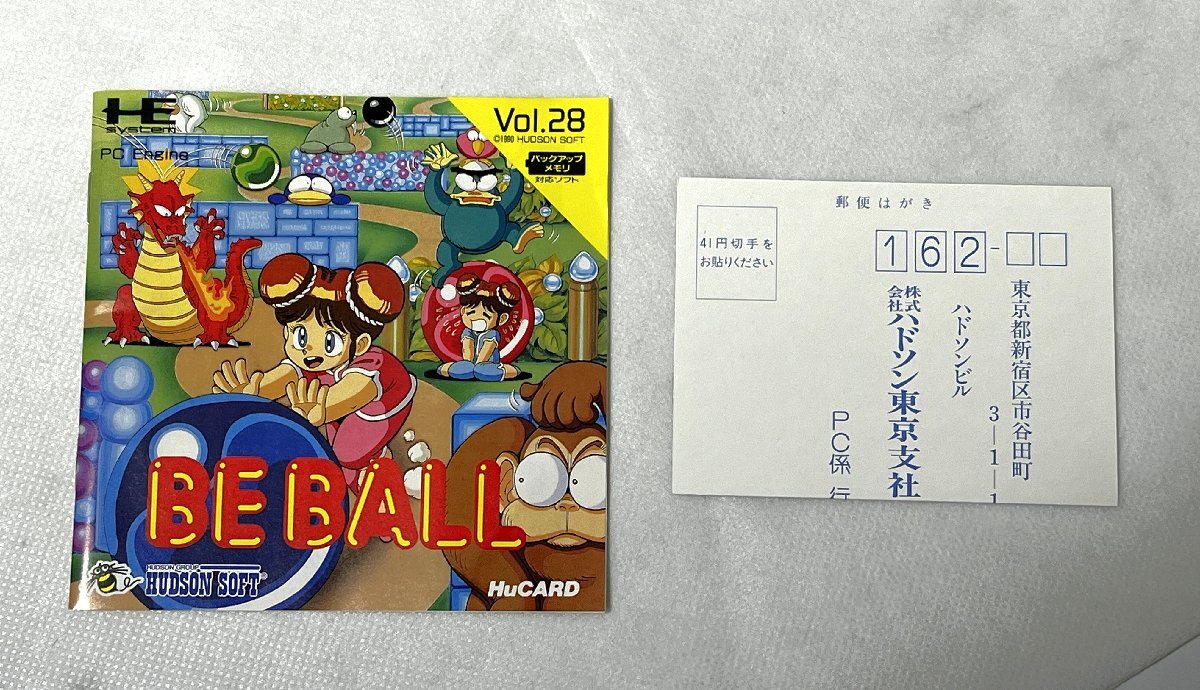 HE
system
PC Engine
Vol.28
©1990 HUDSON SOFT
バックアップ
メモリ
対応ソフト
BE BALL
HUDSON GROUP
HUDSON SOFT®
HuCARD
郵便はがき
41円切手を
お貼りください
162-
東京都新宿区市谷田町
3—1—1
ハドソンビル
株式会社ハドソン東京支社
PC係 行